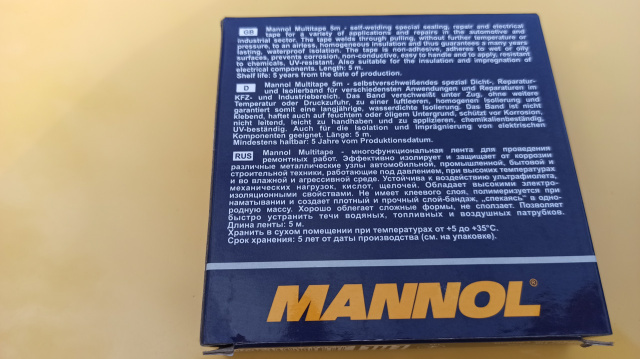 GB Mannol Multitape 5m - self-welding special sealing, repair and electrical
tape for a variety of applications and repairs in the automotive and
industrial sector. The tape welds through pulling, without further temperature or
pressure, to an airless, homogeneous insulation and thus guarantees a many years
lasting, waterproof isolation. The tape is non-adhesive, adheres to wet of oily
surfaces, prevents corrosion, non-conductive, easy to handle and to apply, resistant
to chemicals, UV-resistant. Also suitable for the insulation and impregnation of
electrical components. Length: 5 m.
Shelf life: 5 years from the date of production.
D Mannol Multitape 5m - selbstverschweißendes spezial Dicht-, Reparatur-
und Isolierband für verschiedensten Anwendungen und Reparaturen im
KFZ- und Industriebereich. Das Band verschweißt unter Zug, ohne weitere
Temperatur oder Druckzufuhr, zu einer luftleeren, homogenen Isolierung und
garantiert somit eine langjährige, wasserdichte Isolierung. Das Band ist nicht
klebend, haftet auch auf feuchtem oder öligem Untergrund, schützt vor Korrosion,
nicht leitend, leicht zu handhaben und zu applizieren, chemikalienbeständig,
UV-beständig. Auch für die Isolation und Imprägnierung von elektrischen
Komponenten geeignet. Länge: 5 m.
Mindestens haltbar: 5 Jahre vom Produktionsdatum.
RUS Mannol Multitape - многофункциональная лента для проведения
ремонтных работ. Эффективно изолирует и защищает от коррозии
различные металлические узлы автомобильной, промышленной, бытовой и
строительной техники, работающие под давлением, при высоких температурах
и во влажной и агрессивной среде. Устойчива к воздействию ультрафиолета,
механических нагрузок, кислот, щелочей. Обладает высокими электро-
изоляционными свойствами. Не имеет клеевого слоя, полимеризуется при
наматывании и создает плотный и прочный слой-бандаж, „спекаясь" в одно-
родную массу. Хорошо облегает сложные формы, не сползает. Позволяет
быстро устранить течи водяных, топливных и воздушных патрубков.
Длина ленты: 5 м.
Хранить в сухом помещении при температурах от +5 до +35°C.
Срок хранения: 5 лет от даты производства (см. на упаковке).
MANNOL®